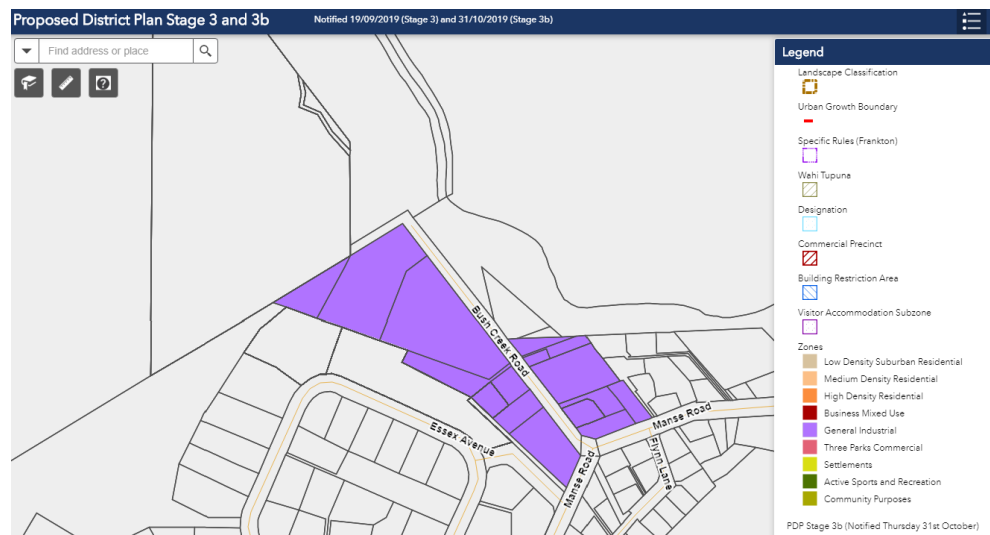 Proposed District Plan Stage 3 and 3b
Notified 19/09/2019 (Stage 3) and 31/10/2019 (Stage 3b)
Find address or place
Legend
Landscape Classification
Urban Growth Boundary
Specific Rules (Frankton)
Wahi Tupuna
Designation
Commercial Precinct
Building Restriction Area
Visitor Accommodation Subzone
Zones
Low Density Suburban Residential
Medium Density Residential
High Density Residential
Business Mixed Use
General Industrial
Three Parks Commercial
Settlements
Active Sports and Recreation
Community Purposes
PDP Stage 3b (Notified Thursday 31st October)
Bush Creek Road
Manse Road
Essex Avenue
Flynn Lane
Manse Road